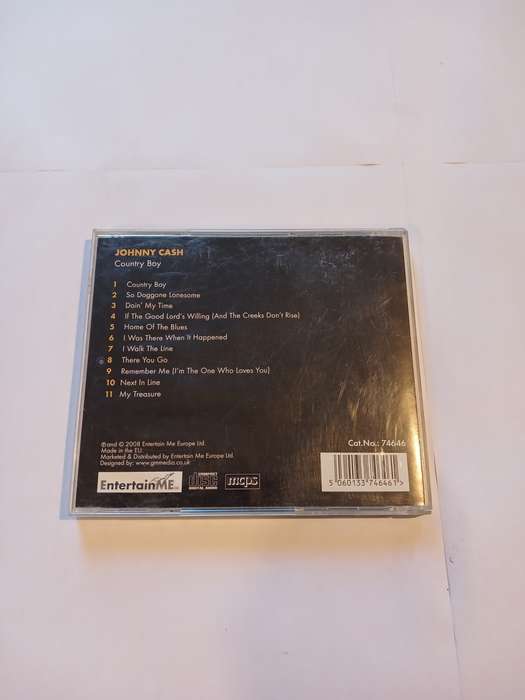 JOHNNY CASH
Country Boy
1 Country Boy
2 So Doggone Lonesome
3 Doin' My Time
4 If The Good Lord's Willing (And The Creeks Don't Rise)
5 Home Of The Blues
6 I Was There When It Happened
7 I Walk The Line
8 There You Go
9 Remember Me (I'm The One Who Loves You)
10 Next In Line
11 My Treasure
℗and © 2008 Entertain Me Europe Ltd.
Made in the EU.
Marketed & Distributed by Entertain Me Europe Ltd.
Designed by: www.gmmedia.co.uk
Cat.No.: 74646
EntertainME
COMPACT
disc
DIGITAL AUDIO
mcps
5 060133 746461 >